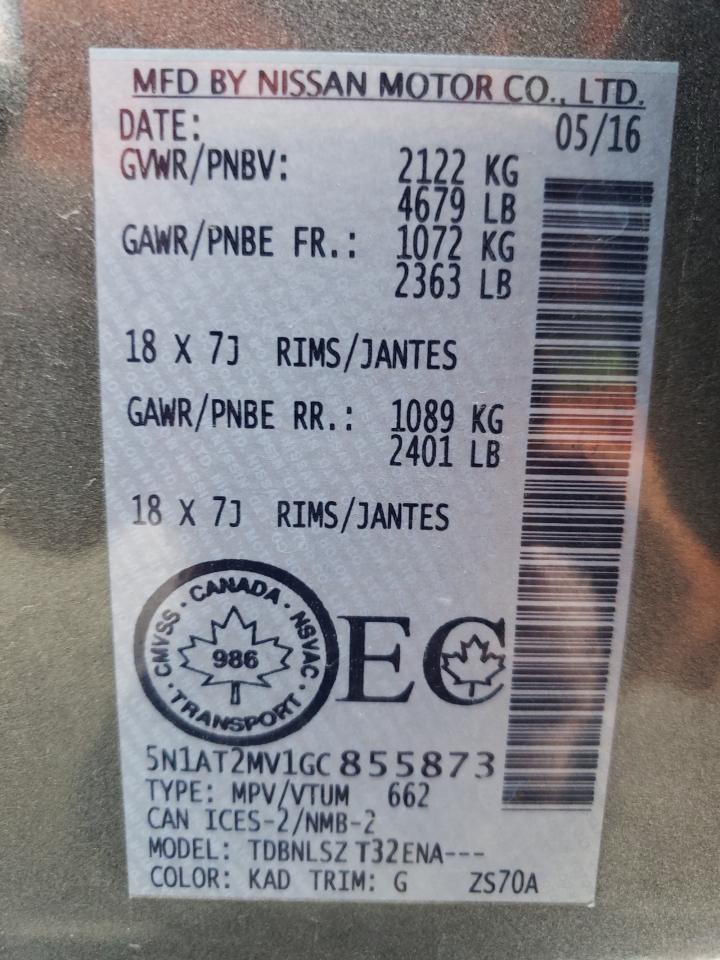 MFD BY NISSAN MOTOR CO., LTD.
DATE: 05/16
GVWR/PNBV: 2122 KG
4679 LB
GAWR/PNBE FR.: 1072 KG
2363 LB
18 X 7J RIMS/JANTES
GAWR/PNBE RR.: 1089 KG
2401 LB
18 X 7J RIMS/JANTES
CMVSS · CANADA · NSVAC · TRANSPORT ·
986
EC
5N1AT2MV1GC855873
TYPE: MPV/VTUM 662
CAN ICES-2/NMB-2
MODEL: TDBNLSZ T32ENA---
COLOR: KAD TRIM: G ZS70A